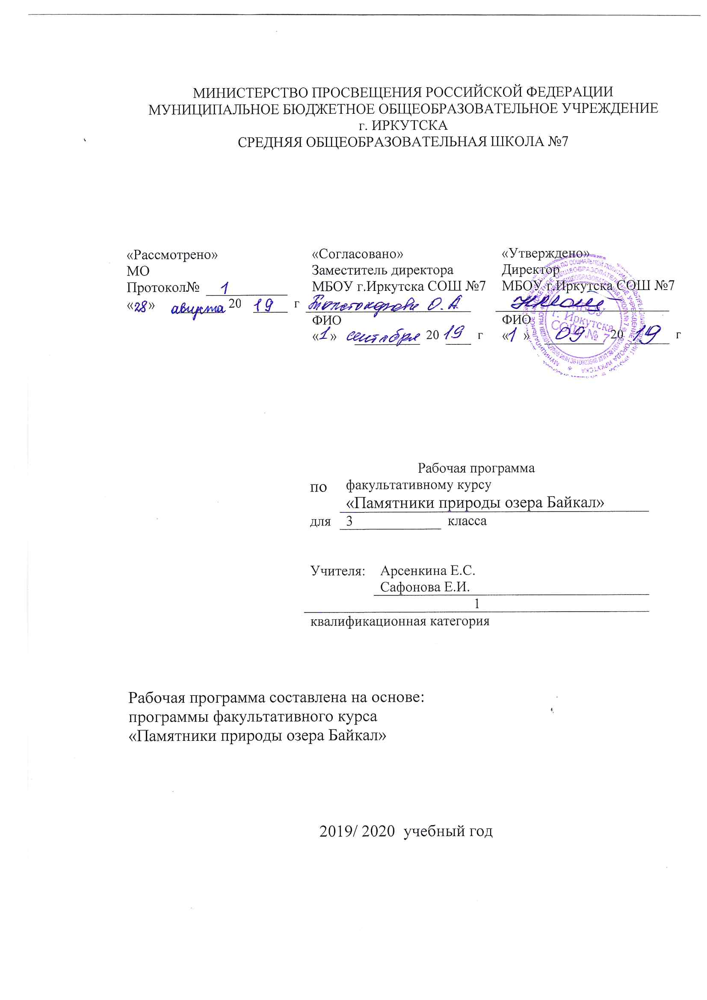 МИНИСТЕРСТВО ПРОСВЕЩЕНИЯ РОССИЙСКОЙ ФЕДЕРАЦИИ
МУНИЦИПАЛЬНОЕ БЮДЖЕТНОЕ ОБЩЕОБРАЗОВАТЕЛЬНОЕ УЧРЕЖДЕНИЕ
г. ИРКУТСКА
СРЕДНЯЯ ОБЩЕОБРАЗОВАТЕЛЬНАЯ ШКОЛА №7
«Рассмотрено»
МО
Протокол№ 1
«28» августа 20 19 г
«Согласовано»
Заместитель директора
МБОУ г.Иркутска СОШ №7
О. А.
ФИО
«1» сентября 20 19 г
«Утверждено»
Директор
МБОУ г.Иркутска СОШ №7
ФИО
«1» 09 20 19 г
г. Иркутска
СОШ № 7
Рабочая программа
по факультативному курсу
«Памятники природы озера Байкал»
для 3 класса
Учителя: Арсенкина Е.С.
Сафонова Е.И.
1
квалификационная категория
Рабочая программа составлена на основе:
программы факультативного курса
«Памятники природы озера Байкал»
2019/ 2020 учебный год